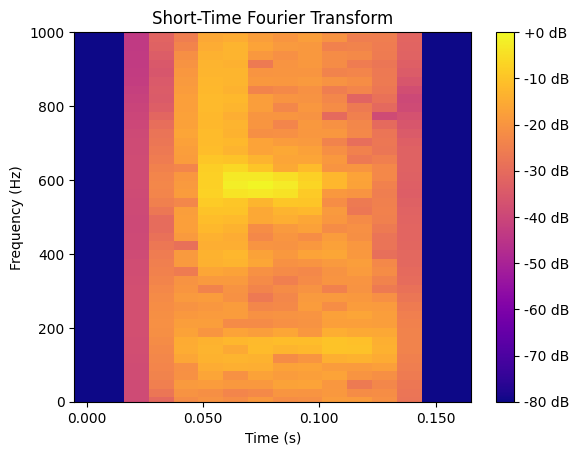 Short-Time Fourier Transform
Frequency (Hz)
1000
800
600
400
200
0
0.000
0.050
0.100
0.150
Time (s)
+0 dB
-10 dB
-20 dB
-30 dB
-40 dB
-50 dB
-60 dB
-70 dB
-80 dB